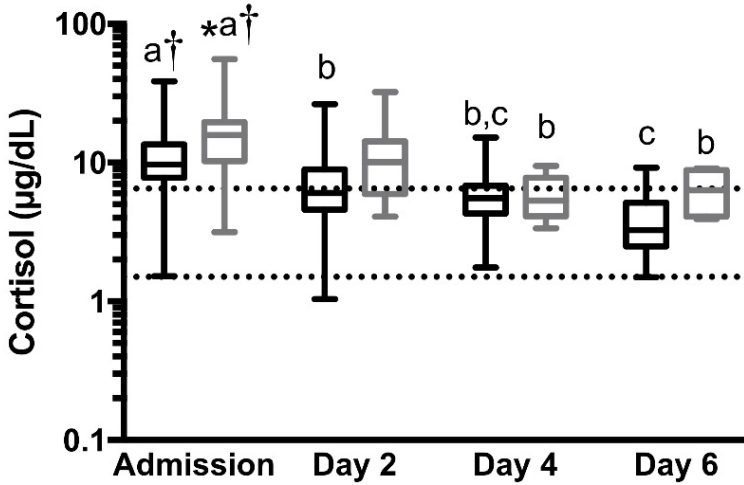 Cortisol (µg/dL)
100
10
1
0.1
a†
*a†
b
b,c
b
c
b
Admission
Day 2
Day 4
Day 6